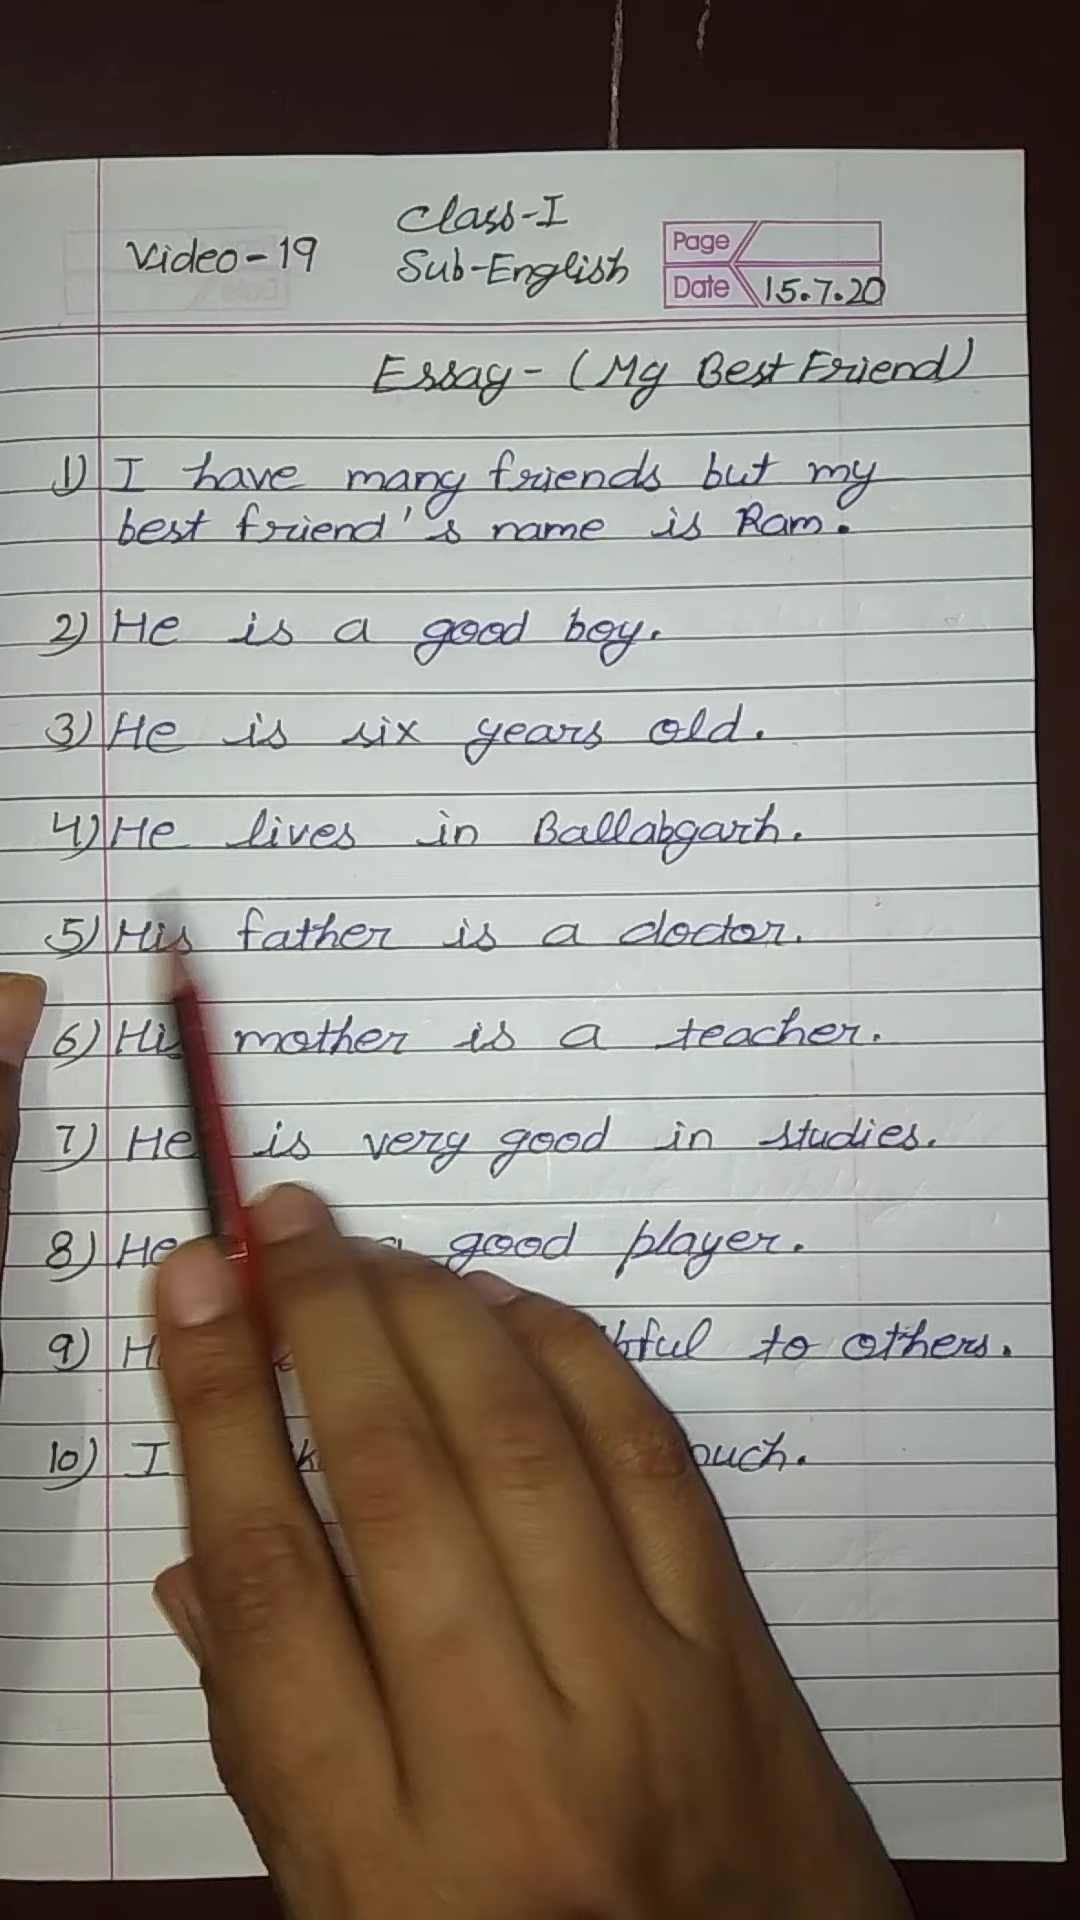 Class-I
Video-19
Sub-English
Page
Date 15.7.20
Essay- (My Best Friend)
1) I have many friends but my
best friend's name is Ram.
2) He is a good boy.
3) He is six years old.
4) He lives in Ballabgarh.
5) His father is a doctor.
6) His mother is a teacher.
7) He is very good in studies.
8) He a good player.
9) to others.
10) I